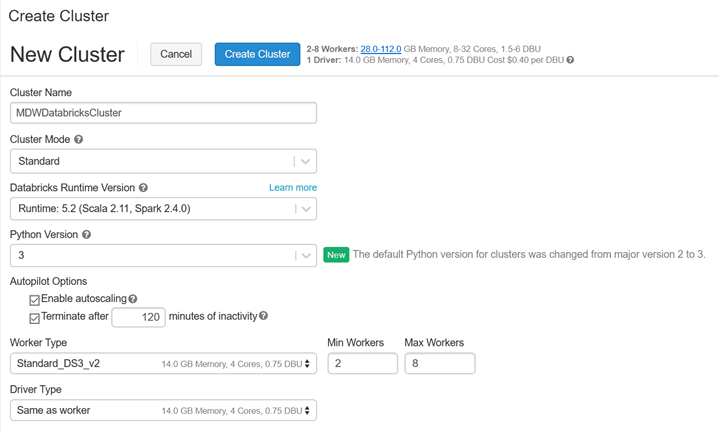 Create Cluster
New Cluster
Cancel
Create Cluster
2-8 Workers: 28.0-112.0 GB Memory, 8-32 Cores, 1.5-6 DBU
1 Driver: 14.0 GB Memory, 4 Cores, 0.75 DBU Cost $0.40 per DBU ?
Cluster Name
MDWDatabricksCluster
Cluster Mode ?
Standard
Databricks Runtime Version ? Learn more
Runtime: 5.2 (Scala 2.11, Spark 2.4.0)
Python Version ?
3
New The default Python version for clusters was changed from major version 2 to 3.
Autopilot Options
Enable autoscaling ?
Terminate after 120 minutes of inactivity ?
Worker Type Min Workers Max Workers
Standard_DS3_v2 14.0 GB Memory, 4 Cores, 0.75 DBU 2 8
Driver Type
Same as worker 14.0 GB Memory, 4 Cores, 0.75 DBU